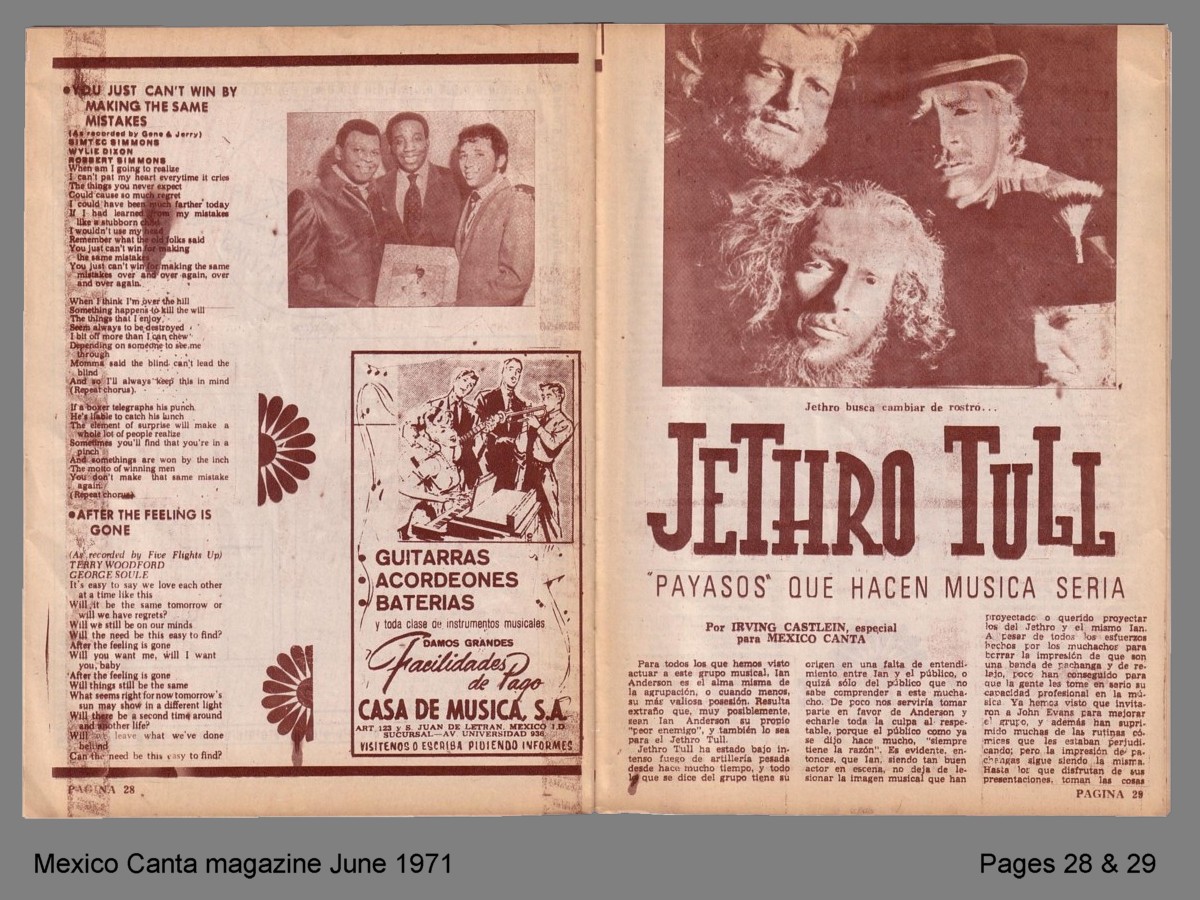 •YOU JUST CAN'T WIN BY
MAKING THE SAME
MISTAKES
(As recorded by Gene & Jerry)
SIMTEC SIMMONS
WYLIE DIXON
ROBBERT SIMMONS
When am I going to realize
I can't pat my heart everytime it cries
The things you never expect
Could cause so much regret
I could have been much farther today
If I had learned from my mistakes
like a stubborn child
I wouldn't use my head
Remember what the old folks said
You just can't win for making
the same mistakes
You just can't win for making the same
mistakes over and over again, over
and over again.
When I think I'm over the hill
Something happens to kill the will
The things that I enjoy
Seem always to be destroyed
I bit off more than I can chew
Depending on someone to see me
through
Momma said the blind can't lead the
blind
And so I'll always keep this in mind
(Repeat chorus).
If a boxer telegraphs his punch
He's liable to catch his lunch
The element of surprise will make a
whole lot of people realize
Sometimes you'll find that you're in a
pinch
And somethings are won by the inch
The motto of winning men
You don't make that same mistake
again.
(Repeat chorus)
•AFTER THE FEELING IS
GONE
(As recorded by Five Flights Up)
TERRY WOODFORD
GEORGE SOULE
It's easy to say we love each other
at a time like this
Will it be the same tomorrow or
will we have regrets?
Will we still be on our minds
Will the need be this easy to find?
After the feeling is gone
Will you want me, will I want
you, baby
After the feeling is gone
Will things still be the same
What seems right for now tomorrow's
sun may show in a different light
Will there be a second time around
and another life?
Will we leave what we've done
behind
Can the need be this easy to find?
PAGINA 28
• GUITARRAS
• ACORDEONES
• BATERIAS
y toda clase de instrumentos musicales
DAMOS GRANDES
Facilidades
de Pago
CASA DE MUSICA, S.A.
ART. 123 y S. JUAN DE LETRAN, MEXICO 1 D.
SUCURSAL—AV. UNIVERSIDAD 936
VISITENOS O ESCRIBA PIDIENDO INFORMES
Jethro busca cambiar de rostro...
JETHRO TULL
"PAYASOS" QUE HACEN MUSICA SERIA
Por IRVING CASTLEIN, especial
para MEXICO CANTA
Para todos los que hemos visto
actuar a este grupo musical, Ian
Anderson es el alma misma de
la agrupación, o cuando menos,
su más valiosa posesión. Resulta
extraño que, muy posiblemente,
sean Ian Anderson su propio
"peor enemigo", y también lo sea
para el Jethro Tull.
Jethro Tull ha estado bajo in-
tenso fuego de artillería pesada
desde hace mucho tiempo, y todo
lo que se dice del grupo tiene su
origen en una falta de entendi-
miento entre Ian y el público, o
quizá sólo del público que no
sabe comprender a este mucha-
cho. De poco nos serviría tomar
parte en favor de Anderson y
echarle toda la culpa al respe-
table, porque el público como ya
se dijo hace mucho, "siempre
tiene la razón". Es evidente, en-
tonces, que Ian, siendo tan buen
actor en escena, no deja de le-
sionar la imagen musical que han
proyectado o querido proyectar
los del Jethro y el mismo Ian.
A pesar de todos los esfuerzos
hechos por los muchachos para
borrar la impresión de que son
una banda de pachanga y de re-
lajo, poco han conseguido para
que la gente les tome en serio su
capacidad profesional en la mú-
sica. Ya hemos visto que invita-
ron a John Evans para mejorar
el grupo, y además han supri-
mido muchas de las rutinas có-
micas que les estaban perjudi-
cando; pero la impresión de pa-
changas sigue siendo la misma.
Hasta los que disfrutan de sus
presentaciones, toman las cosas
PAGINA 29
Mexico Canta magazine June 1971
Pages 28 & 29